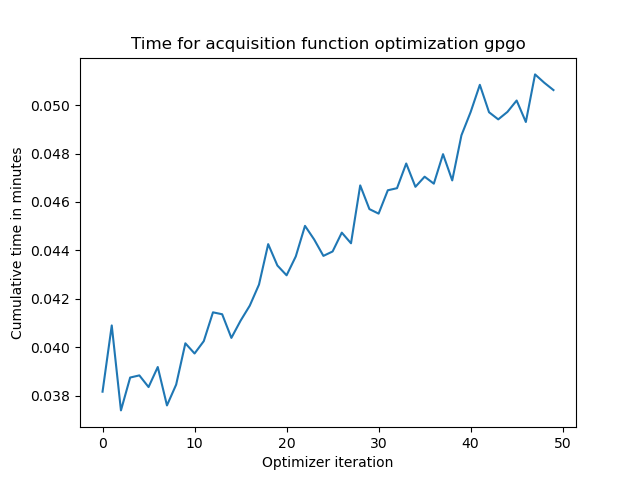 Time for acquisition function optimization gpgo
Cumulative time in minutes
0.050
0.048
0.046
0.044
0.042
0.040
0.038
0 10 20 30 40 50
Optimizer iteration